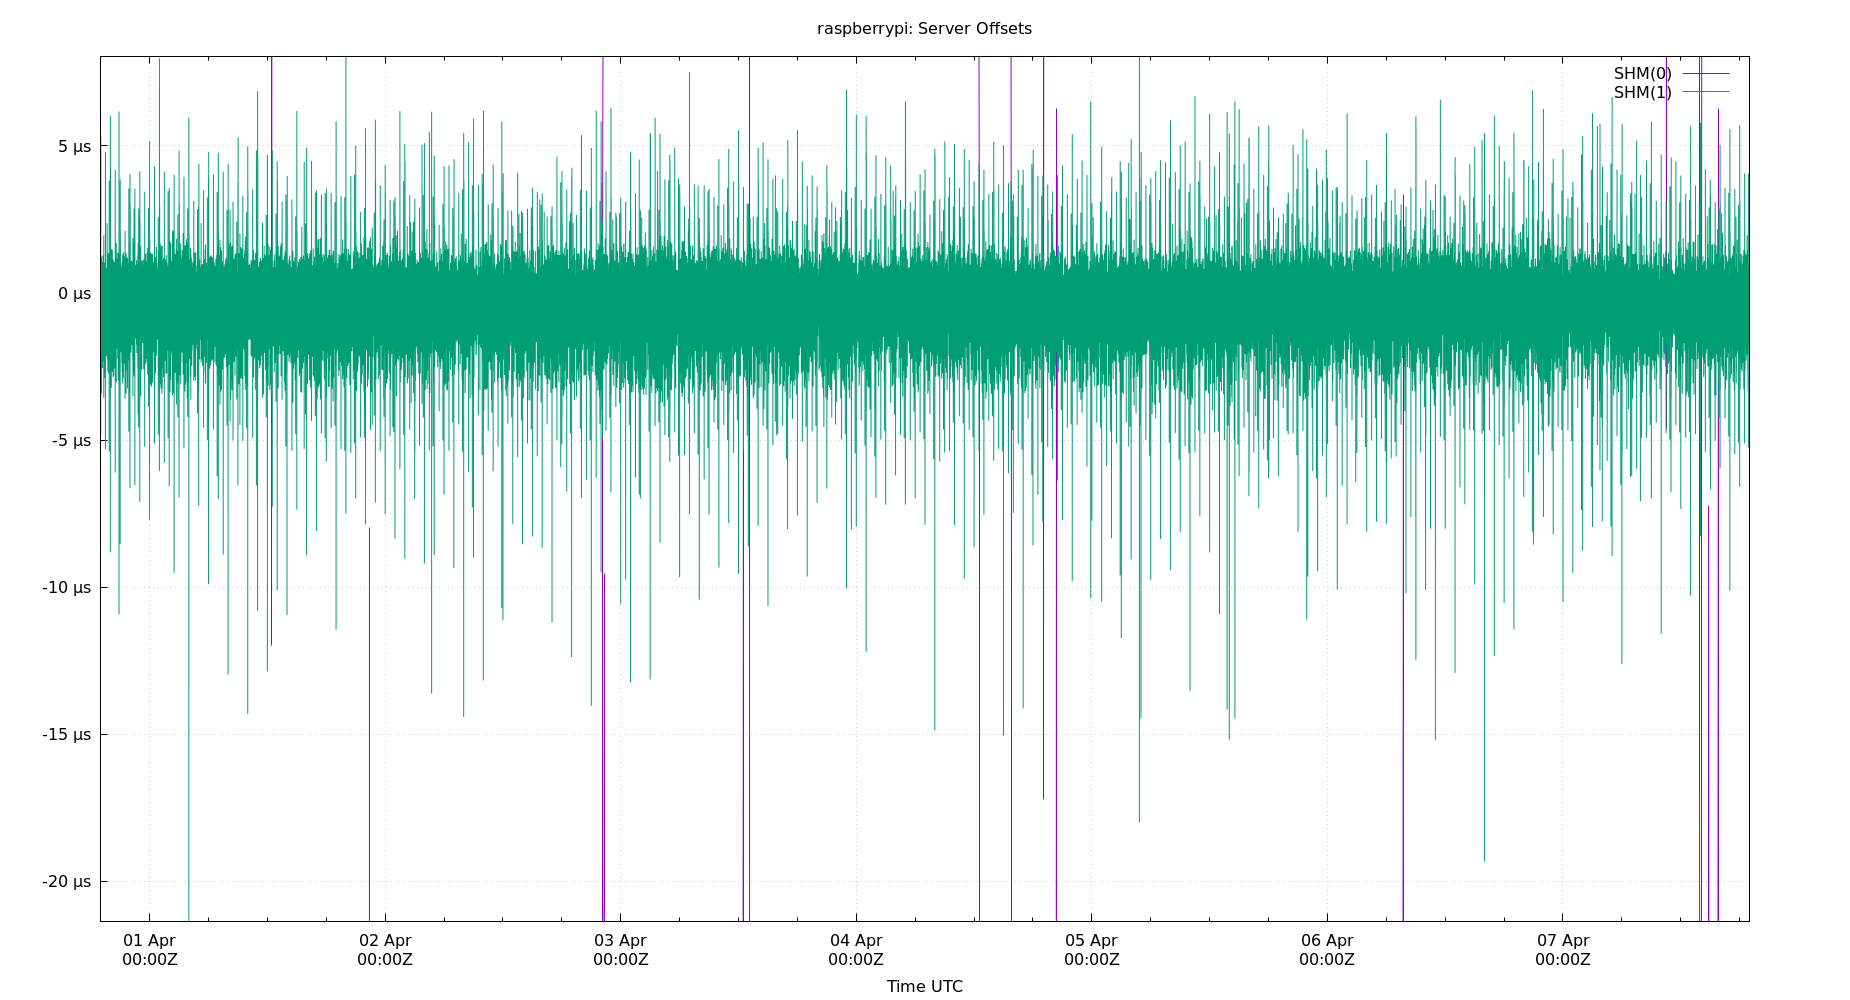 raspberrypi: Server Offsets
SHM(0)
SHM(1)
5 µs
0 µs
-5 µs
-10 µs
-15 µs
-20 µs
01 Apr
00:00Z
02 Apr
00:00Z
03 Apr
00:00Z
04 Apr
00:00Z
05 Apr
00:00Z
06 Apr
00:00Z
07 Apr
00:00Z
Time UTC